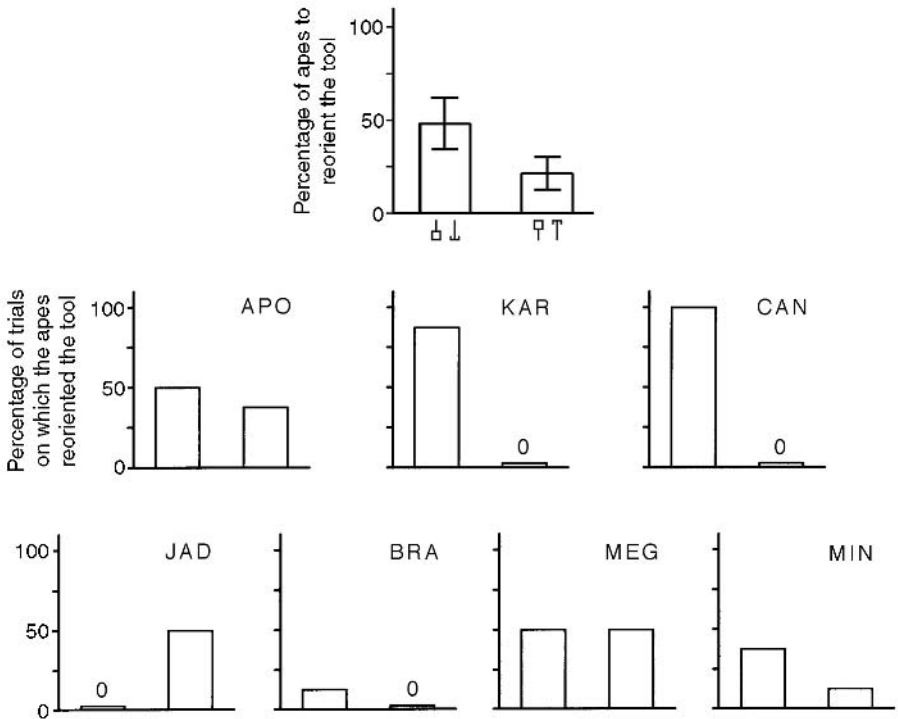 Percentage of apes to
reorient the tool
100
50
0
Percentage of trials
on which the apes
reoriented the tool
100
50
0
APO
KAR
0
CAN
0
100
50
0
JAD
0
BRA
0
MEG
MIN